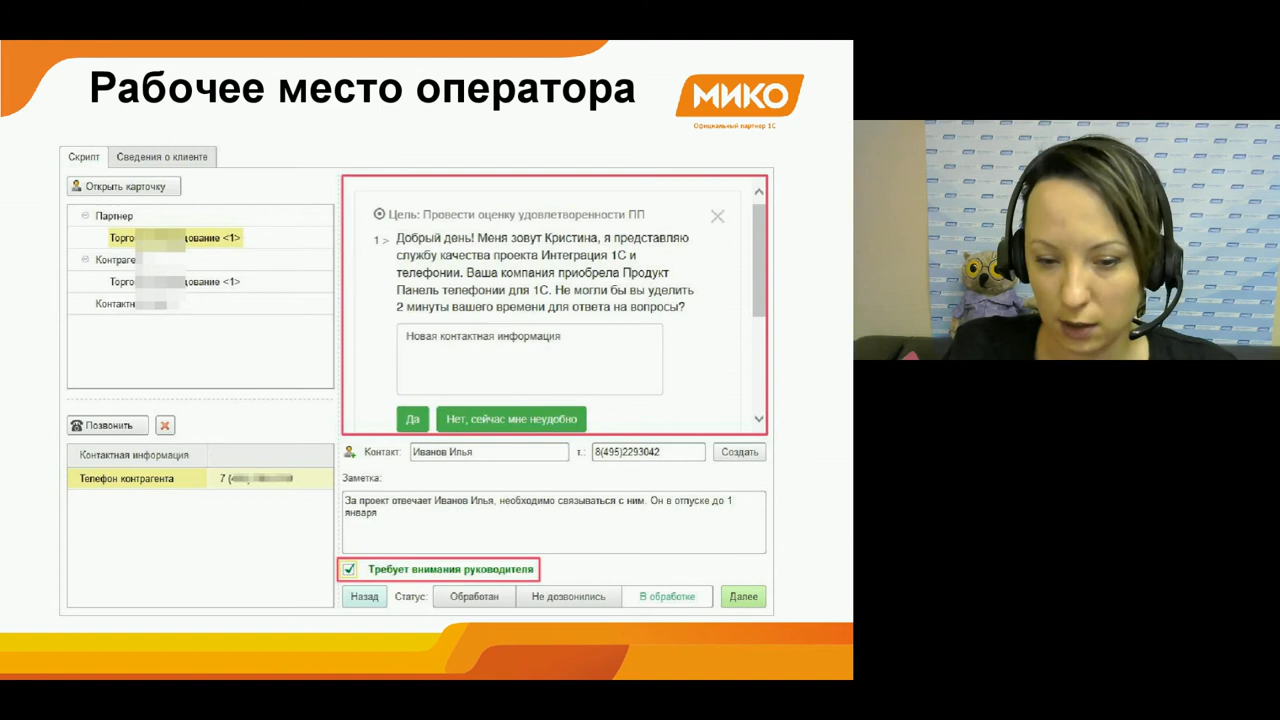 Рабочее место оператора
МИКО
Официальный партнер 1С
Скрипт
Сведения о клиенте
Открыть карточку
Партнер
Торго
дование <1>
Контраге
Торго
удование <1>
Контактн
Позвонить
Контактная информация
Телефон контрагента
7 (
Цель: Провести оценку удовлетворенности ПП
1 >
Добрый день! Меня зовут Кристина, я представляю
службу качества проекта Интеграция 1С и
телефонии. Ваша компания приобрела Продукт
Панель телефонии для 1С. Не могли бы вы уделить
2 минуты вашего времени для ответа на вопросы?
Новая контактная информация
Да
Нет, сейчас мне неудобно
Контакт:
Иванов Илья
т.:
8(495)2293042
Создать
Заметка:
За проект отвечает Иванов Илья, необходимо связываться с ним. Он в отпуске до 1
января
Требует внимания руководителя
Назад
Статус:
Обработан
Не дозвонились
В обработке
Далее